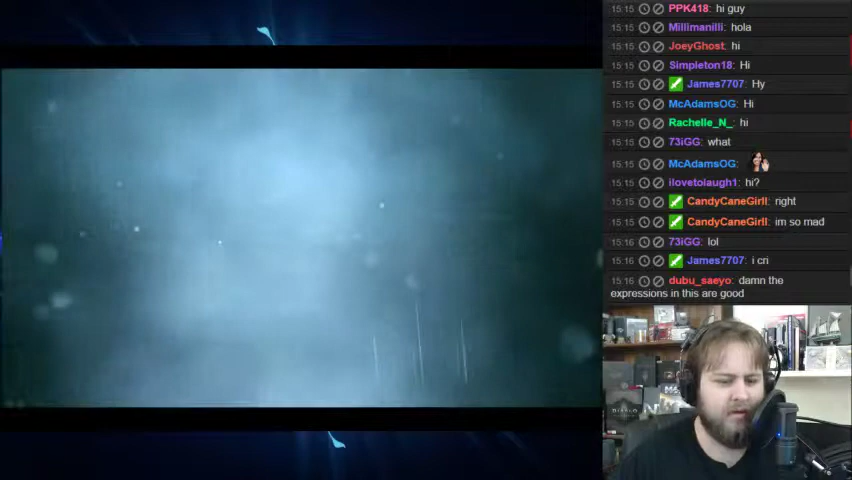 15:15 PPK418: hi guy
15:15 Millimanilli: hola
15:15 JoeyGhost: hi
15:15 Simpleton18: Hi
15:15 James7707: Hy
15:15 McAdamsOG: Hi
15:15 Rachelle_N_: hi
15:15 73iGG: what
15:15 McAdamsOG:
15:15 ilovetolaugh1: hi?
15:15 CandyCaneGirll: right
15:15 CandyCaneGirll: im so mad
15:16 73iGG: lol
15:16 James7707: i cri
15:16 dubu_saeyo: damn the
expressions in this are good
DIABLO